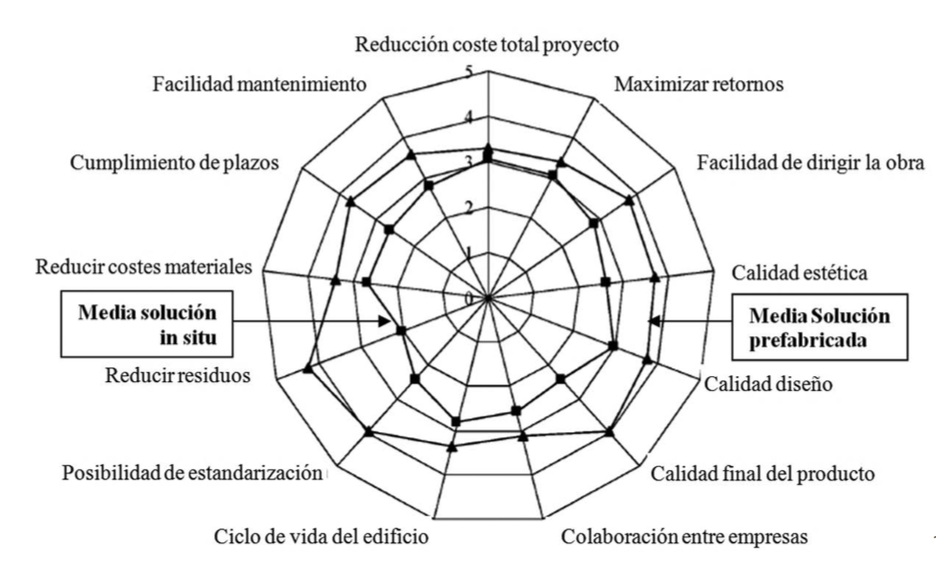 Reducción coste total proyecto
Facilidad mantenimiento
5
Maximizar retornos
4
Cumplimiento de plazos
3
Facilidad de dirigir la obra
2
Reducir costes materiales
1
Calidad estética
0
Media solución
in situ
Media Solución
prefabricada
Reducir residuos
Calidad diseño
Posibilidad de estandarización
Calidad final del producto
Ciclo de vida del edificio
Colaboración entre empresas